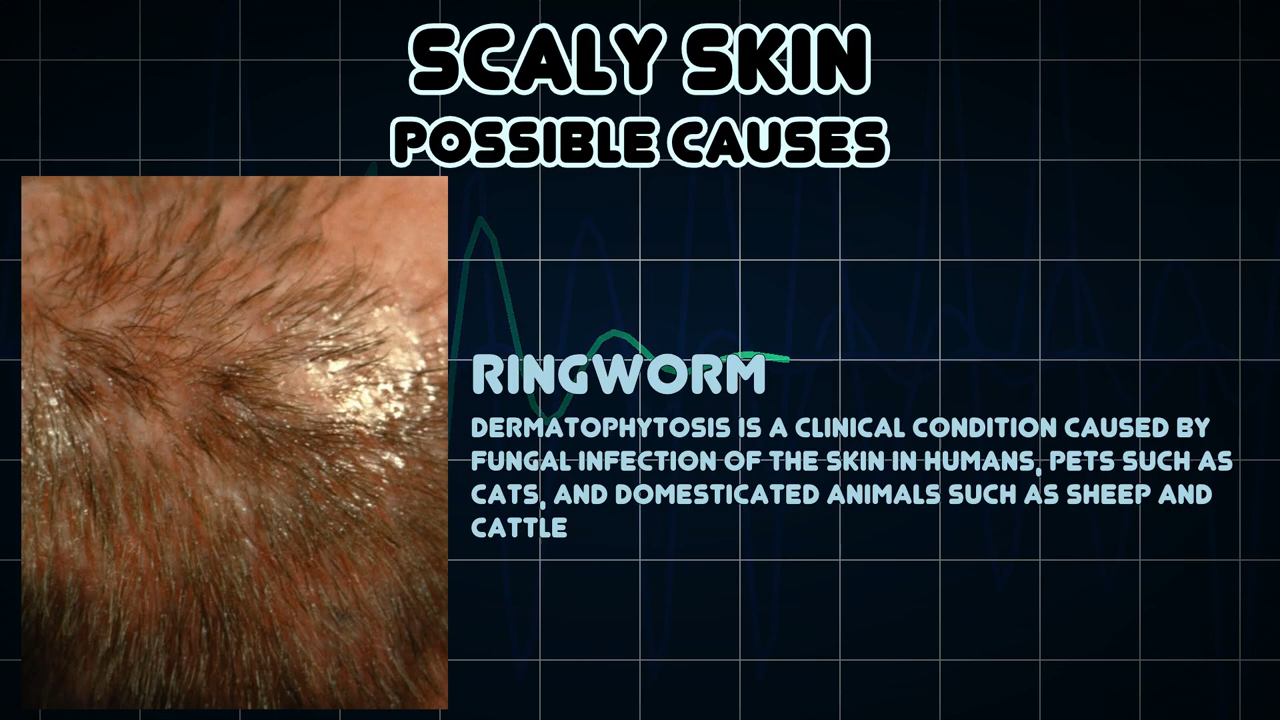 SCALY SKIN
POSSIBLE CAUSES
RINGWORM
DERMATOPHYTOSIS IS A CLINICAL CONDITION CAUSED BY
FUNGAL INFECTION OF THE SKIN IN HUMANS, PETS SUCH AS
CATS, AND DOMESTICATED ANIMALS SUCH AS SHEEP AND
CATTLE